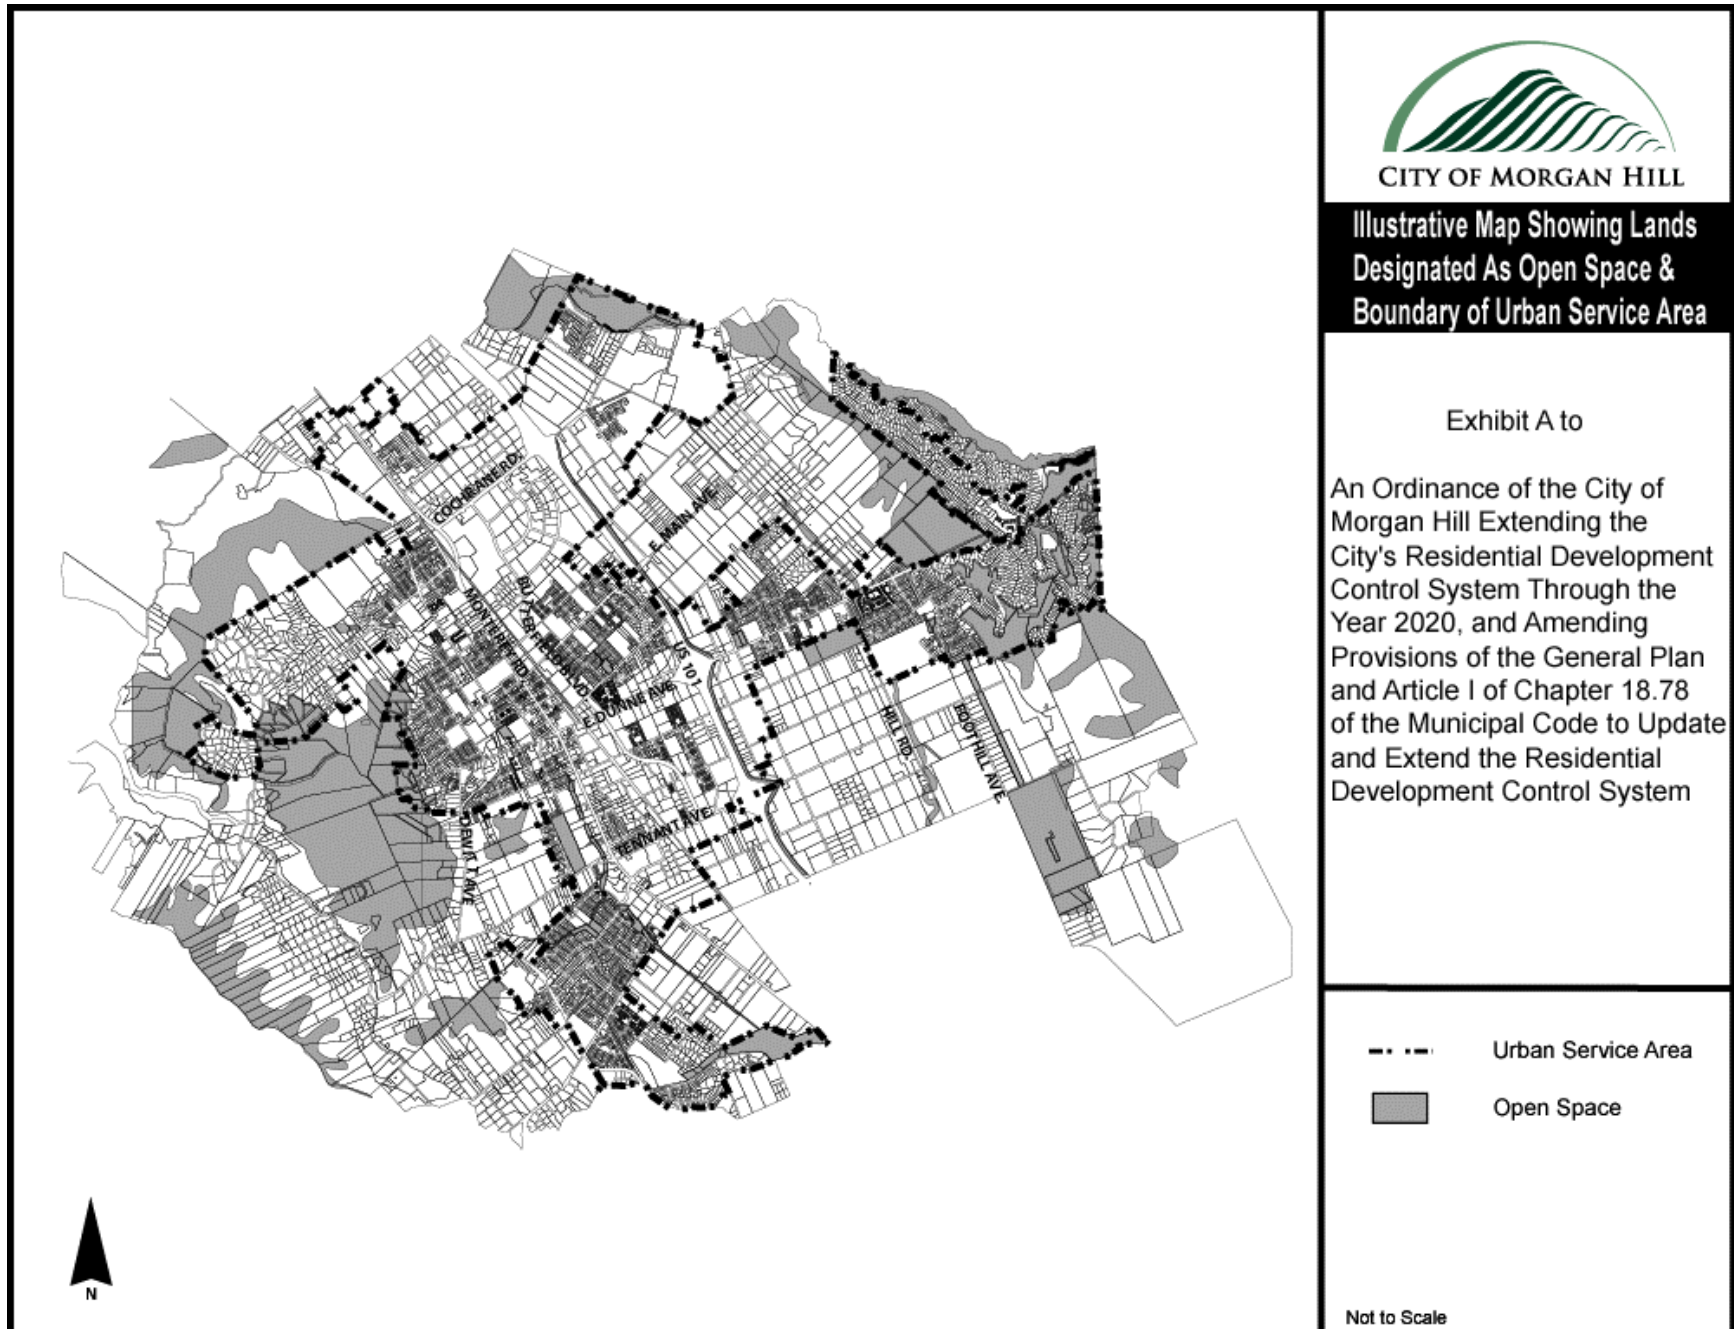 CITY OF MORGAN HILL
Illustrative Map Showing Lands
Designated As Open Space &
Boundary of Urban Service Area
Exhibit A to
An Ordinance of the City of
Morgan Hill Extending the
City's Residential Development
Control System Through the
Year 2020, and Amending
Provisions of the General Plan
and Article I of Chapter 18.78
of the Municipal Code to Update
and Extend the Residential
Development Control System
Urban Service Area
Open Space
Not to Scale
COCHRANE RD.
E. MAIN AVE.
BUTTERFIELD BLVD.
MONTEREY RD.
US 101
E. DUNNE AVE.
HILL RD.
FOOTHILL AVE.
TENNANT AVE.
DEWITT AVE
N